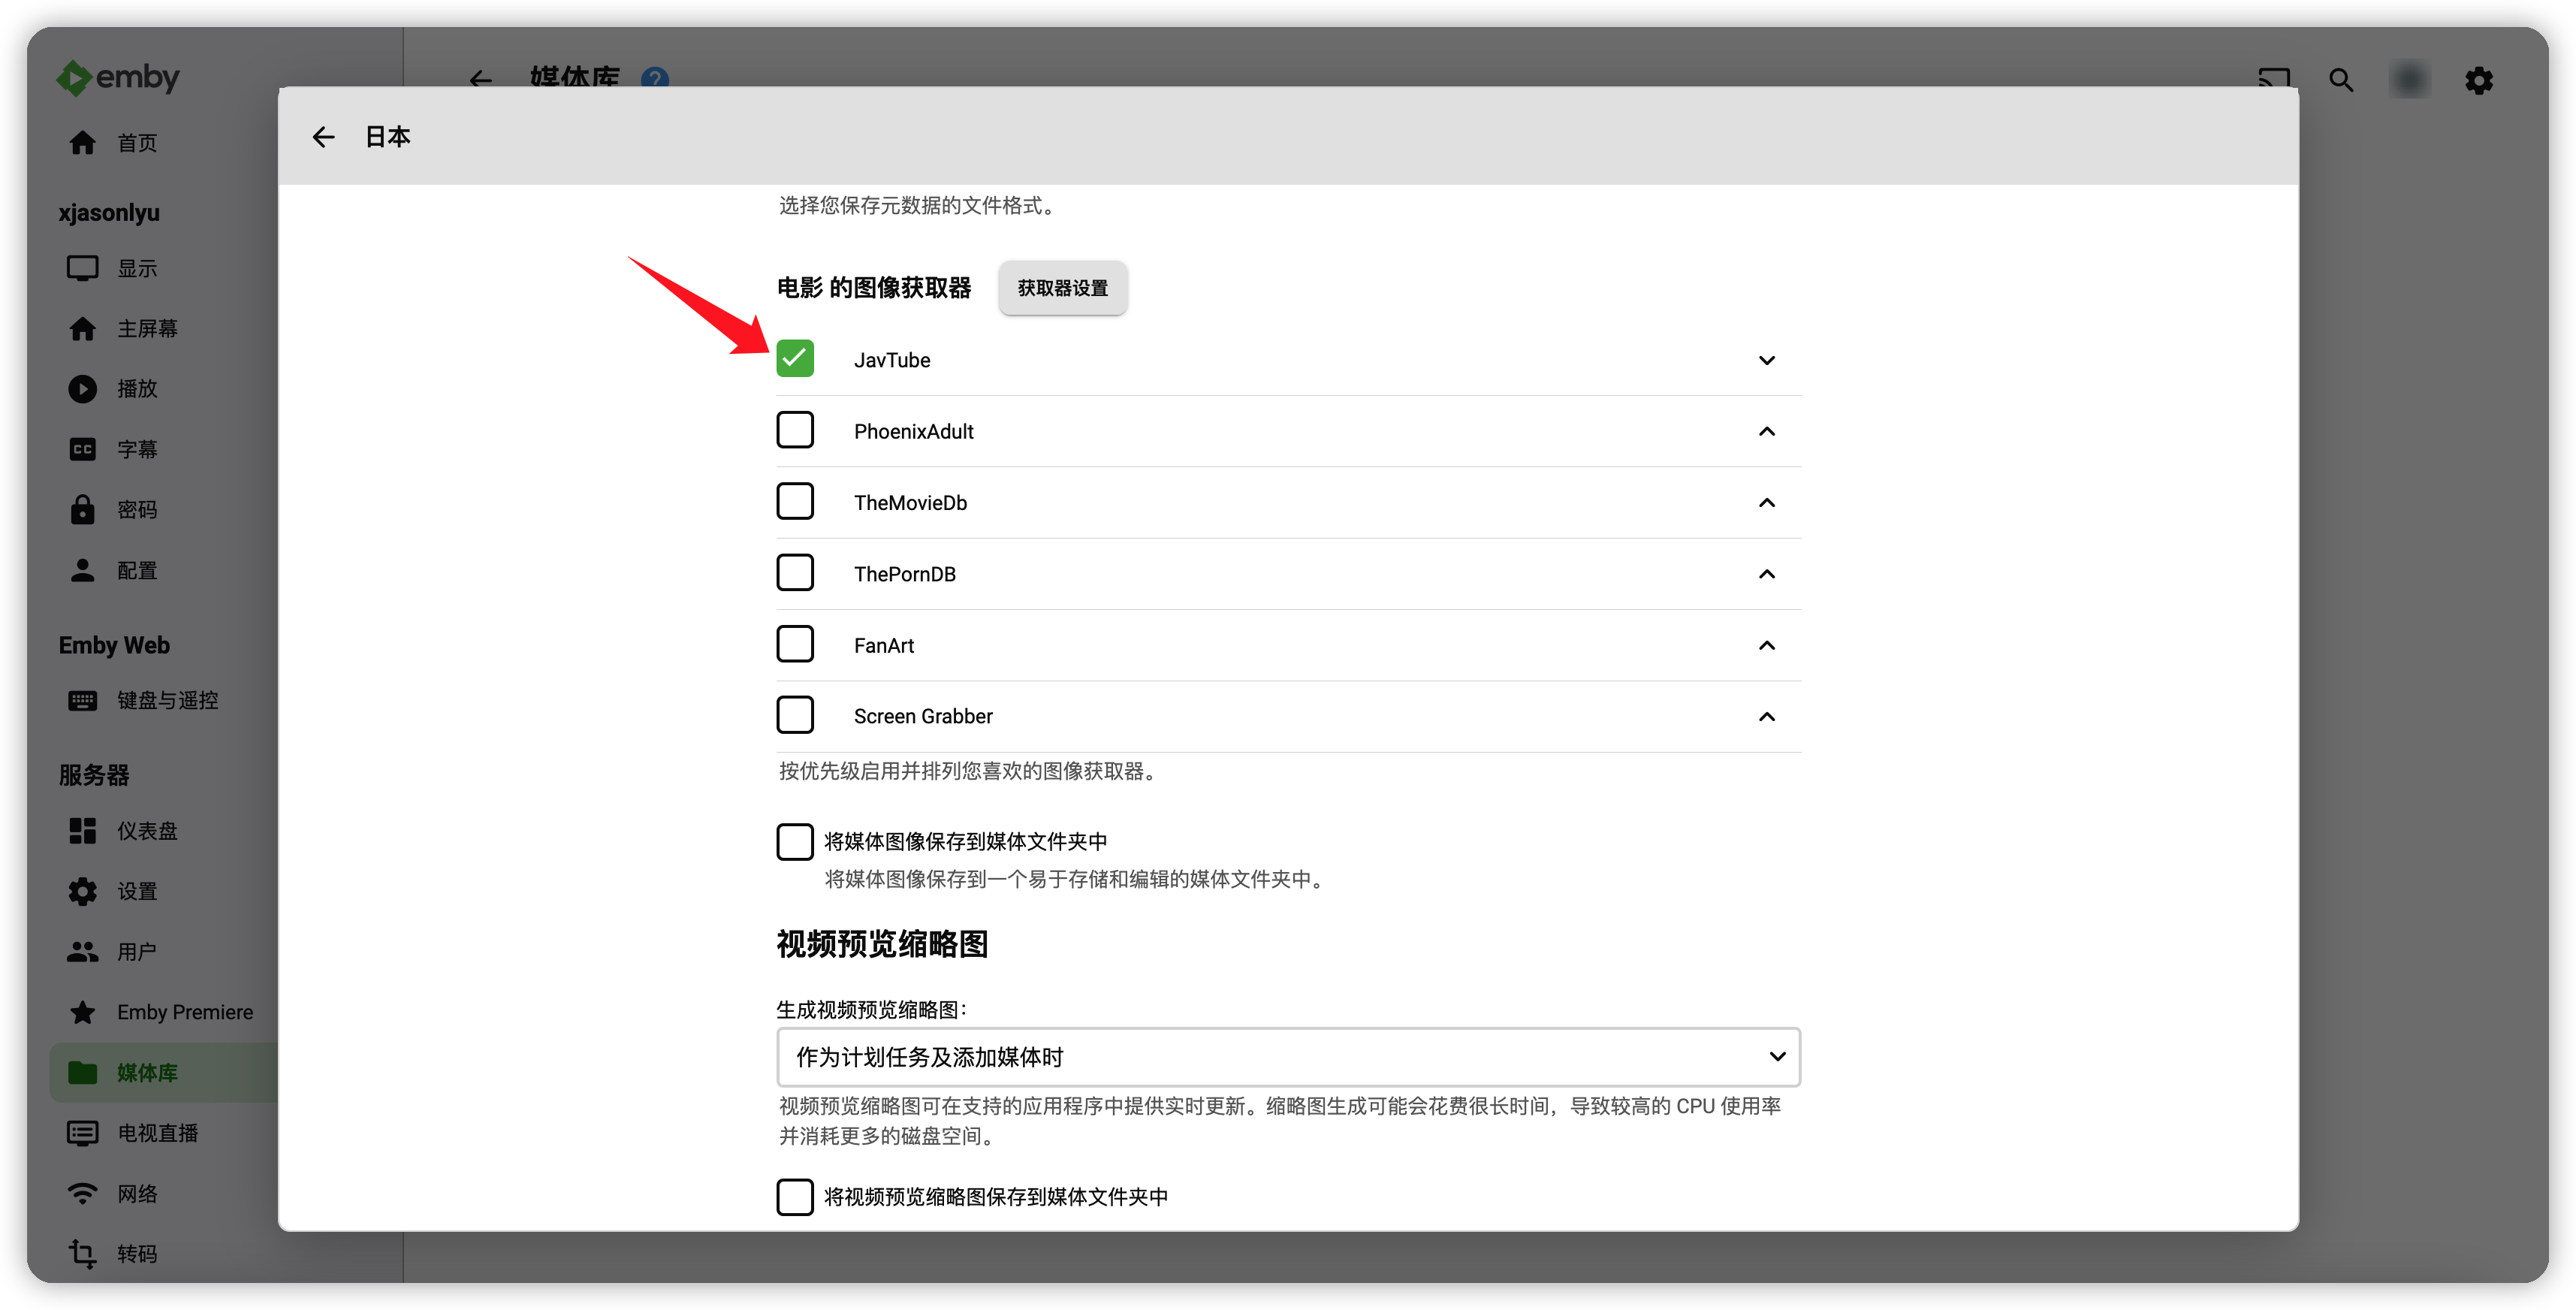 emby
媒体库 ?
首页
xjasonlyu
显示
主屏幕
播放
CC 字幕
密码
配置
Emby Web
键盘与遥控
服务器
仪表盘
设置
用户
Emby Premiere
媒体库
电视直播
网络
转码
日本
选择您保存元数据的文件格式。
电影 的图像获取器 获取器设置
JavTube
PhoenixAdult
TheMovieDb
ThePornDB
FanArt
Screen Grabber
按优先级启用并排列您喜欢的图像获取器。
将媒体图像保存到媒体文件夹中
将媒体图像保存到一个易于存储和编辑的媒体文件夹中。
视频预览缩略图
生成视频预览缩略图：
作为计划任务及添加媒体时
视频预览缩略图可在支持的应用程序中提供实时更新。缩略图生成可能会花费很长时间，导致较高的 CPU 使用率
并消耗更多的磁盘空间。
将视频预览缩略图保存到媒体文件夹中